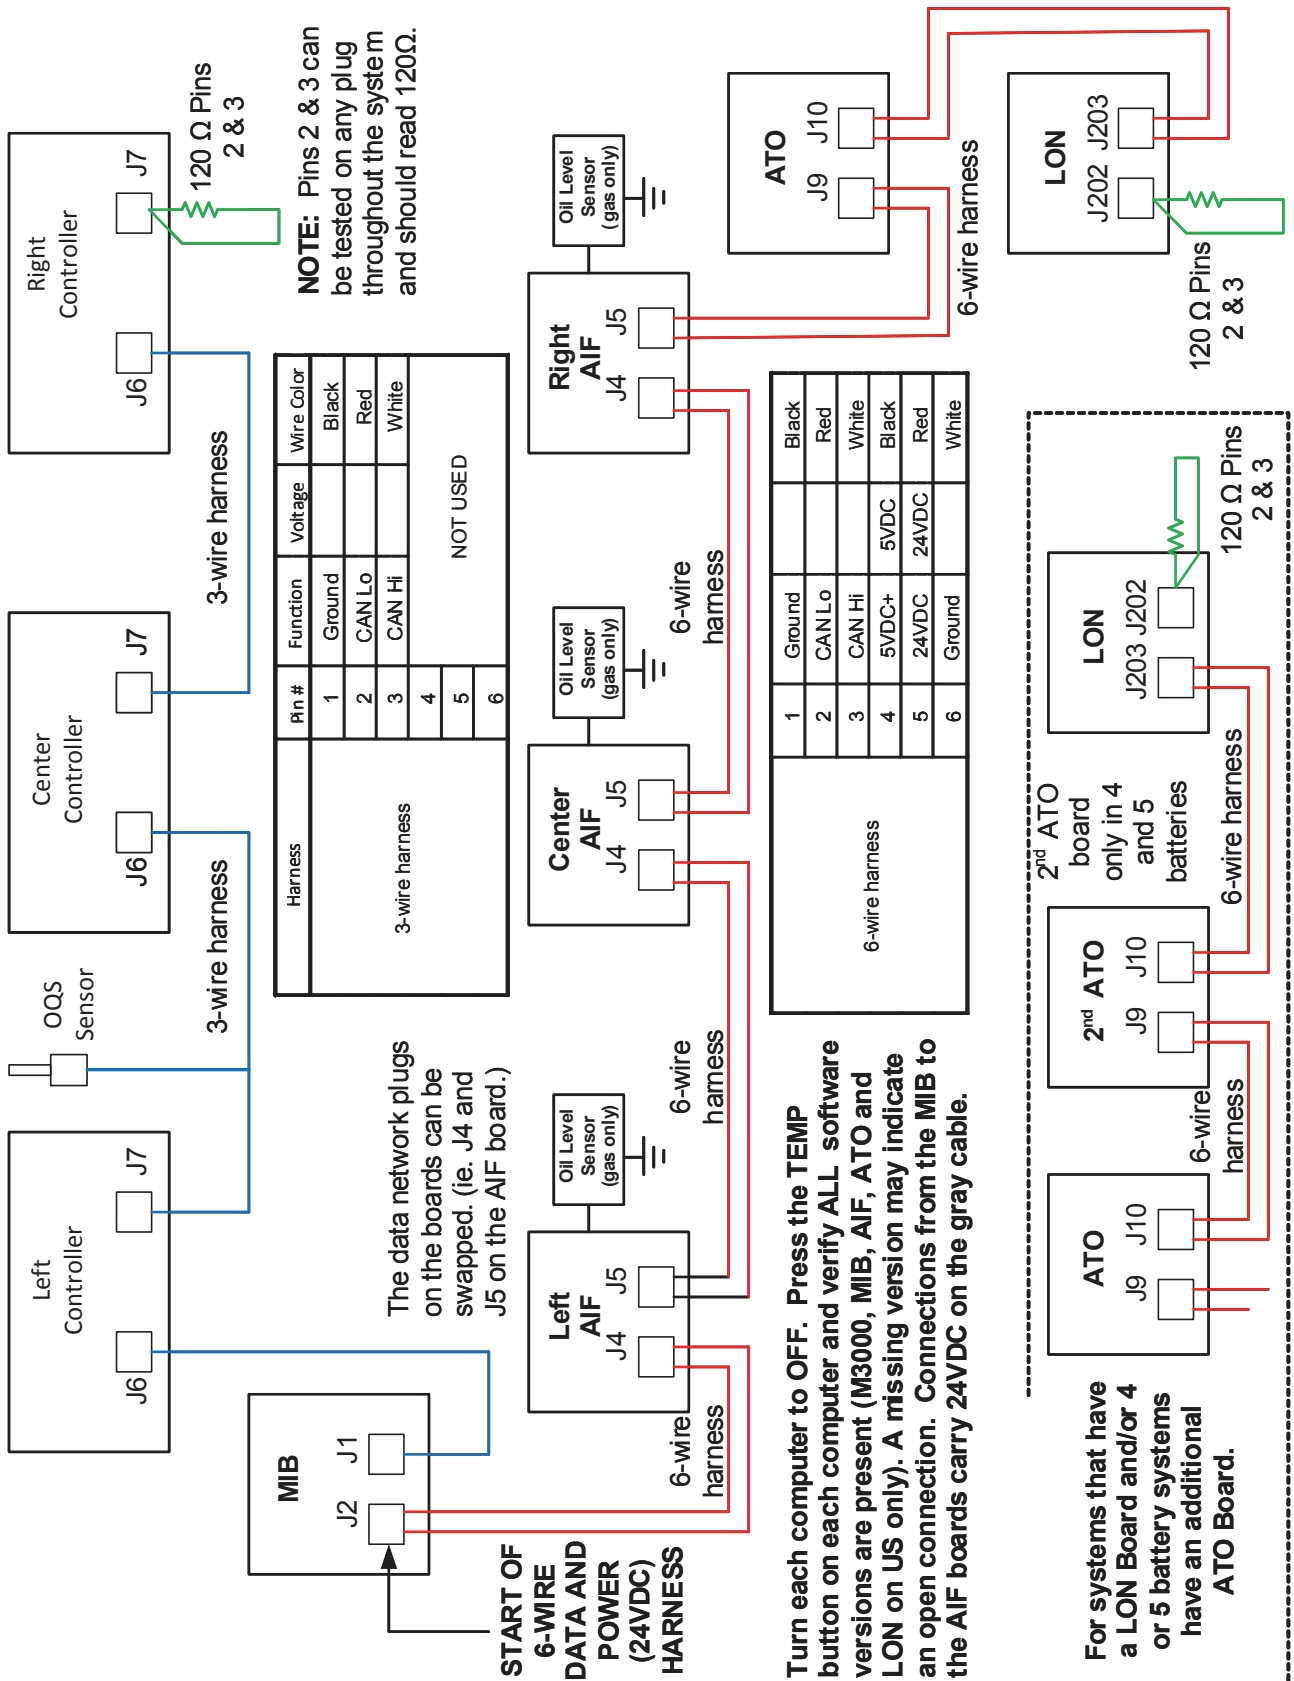 Left
Controller
J6
J7
OQS
Sensor
Center
Controller
J6
J7
Right
Controller
J6
J7
120 Ω Pins
2 & 3
3-wire harness
3-wire harness
NOTE: Pins 2 & 3 can
be tested on any plug
throughout the system
and should read 120Ω.
MIB
J2
J1
START OF
6-WIRE
DATA AND
POWER
(24VDC)
HARNESS
The data network plugs
on the boards can be
swapped. (ie. J4 and
J5 on the AIF board.)
Harness
Pin #
Function
Voltage
Wire Color
3-wire harness
1
Ground
Black
2
CAN Lo
Red
3
CAN Hi
White
4
5
6
NOT USED
6-wire
harness
Left
AIF
J4
J5
Oil Level
Sensor
(gas only)
6-wire
harness
Center
AIF
J4
J5
Oil Level
Sensor
(gas only)
6-wire
harness
Right
AIF
J4
J5
Oil Level
Sensor
(gas only)
ATO
J9
J10
6-wire harness
LON
J202
J203
120 Ω Pins
2 & 3
6-wire harness
1
Ground
Black
2
CAN Lo
Red
3
CAN Hi
White
4
5VDC+
5VDC
Black
5
24VDC
24VDC
Red
6
Ground
White
Turn each computer to OFF. Press the TEMP
button on each computer and verify ALL software
versions are present (M3000, MIB, AIF, ATO and
LON on US only). A missing version may indicate
an open connection. Connections from the MIB to
the AIF boards carry 24VDC on the gray cable.
For systems that have
a LON Board and/or 4
or 5 battery systems
have an additional
ATO Board.
ATO
J9
J10
6-wire
harness
2nd ATO
J9
J10
2nd ATO
board
only in 4
and 5
batteries
6-wire harness
LON
J203
J202
120 Ω Pins
2 & 3